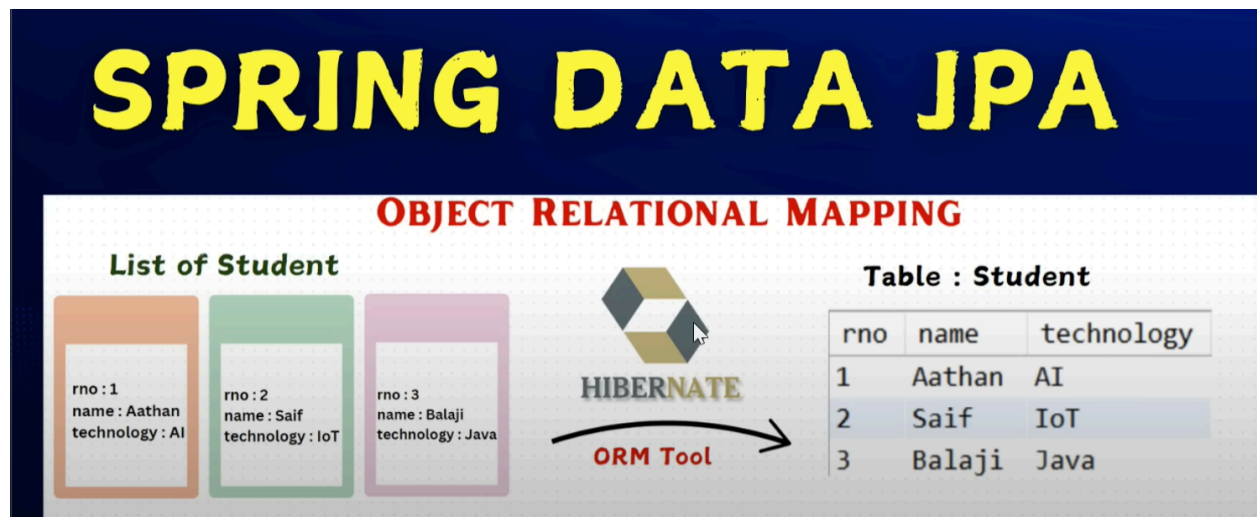 SPRING DATA JPA
OBJECT RELATIONAL MAPPING
List of Student
rno : 1
name : Aathan
technology : AI
rno : 2
name : Saif
technology : IoT
rno : 3
name : Balaji
technology : Java
HIBERNATE
ORM Tool
Table : Student
rno name technology
1 Aathan AI
2 Saif IoT
3 Balaji Java